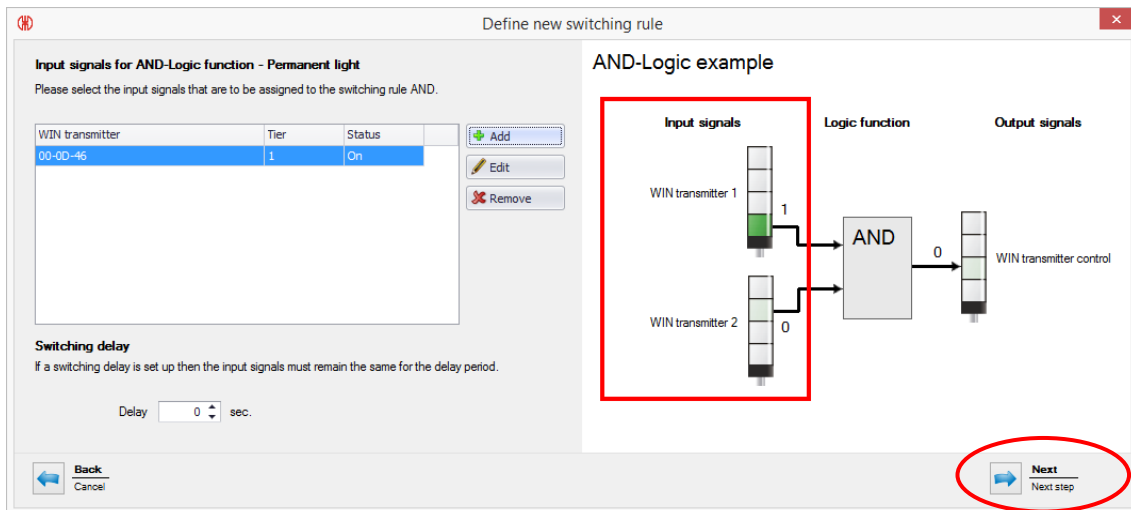 Define new switching rule
Input signals for AND-Logic function - Permanent light
Please select the input signals that are to be assigned to the switching rule AND.
WIN transmitter Tier Status
00-0D-46 1 On
Add
Edit
Remove
Switching delay
If a switching delay is set up then the input signals must remain the same for the delay period.
Delay 0 sec.
AND-Logic example
Input signals Logic function Output signals
WIN transmitter 1
1
AND
0
WIN transmitter control
WIN transmitter 2
0
Back
Cancel
Next
Next step